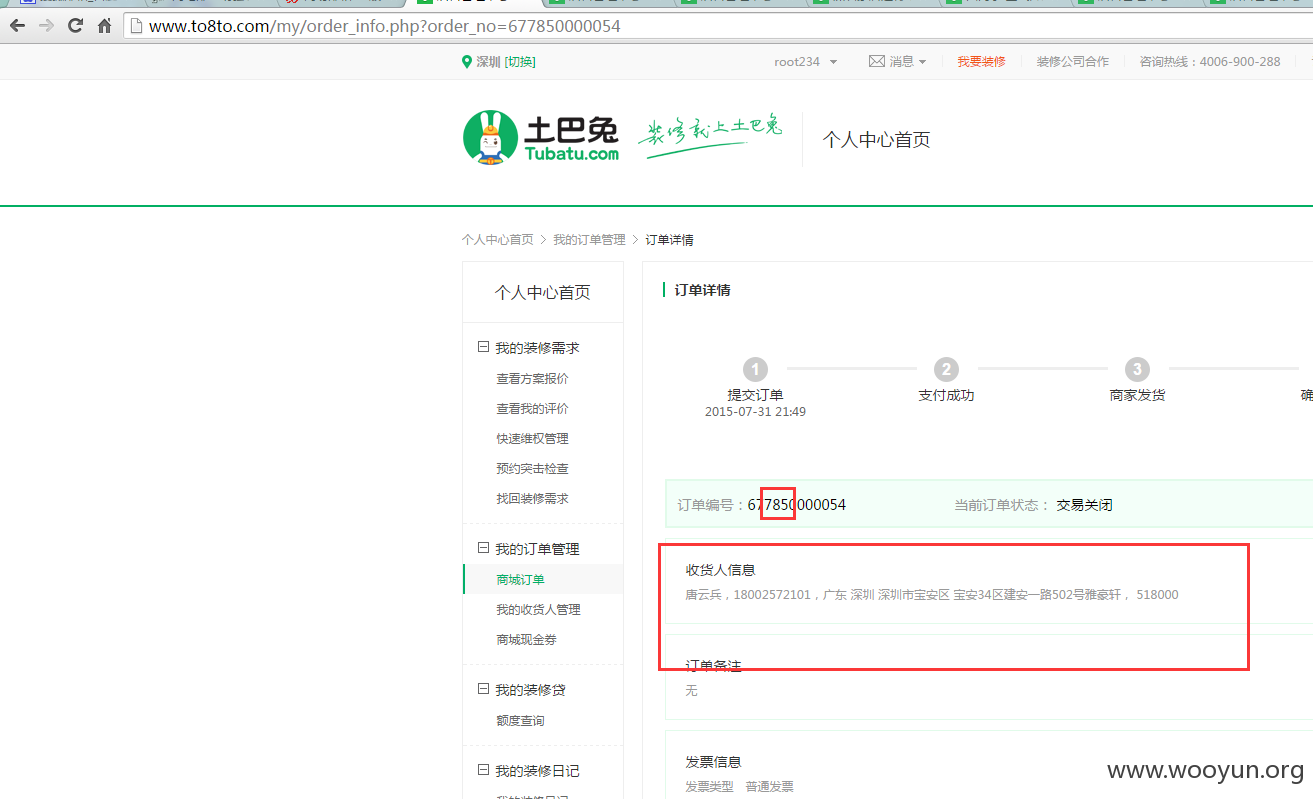 www.to8to.com/my/order_info.php?order_no=677850000054
深圳 [切换]
root234 消息 我要装修 装修公司合作 咨询热线：4006-900-288
土巴兔
Tubatu.com
装修就上土巴兔
个人中心首页
个人中心首页 > 我的订单管理 > 订单详情
个人中心首页
我的装修需求
查看方案报价
查看我的评价
快速维权管理
预约突击检查
找回装修需求
我的订单管理
商城订单
我的收货人管理
商城现金券
我的装修贷
额度查询
我的装修日记
订单详情
1 2 3
提交订单 支付成功 商家发货
2015-07-31 21:49
订单编号：677850000054 当前订单状态： 交易关闭
收货人信息
唐云兵，18002572101，广东 深圳 深圳市宝安区 宝安34区建安一路502号雅豪轩， 518000
订单备注
无
发票信息
发票类型 普通发票
www.wooyun.org